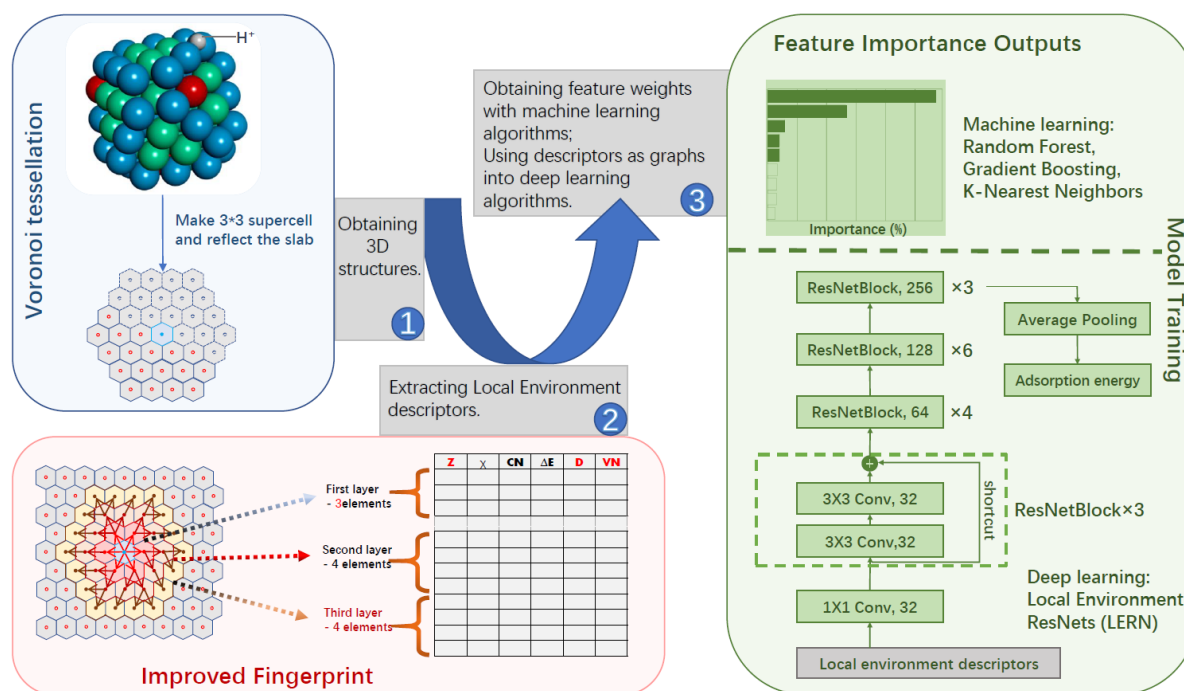 Voronoi tessellation
H⁺
Make 3*3 supercell
and reflect the slab
Obtaining
3D
structures.
1
Extracting Local Environment
descriptors.
2
Obtaining feature weights
with machine learning
algorithms;
Using descriptors as graphs
into deep learning
algorithms.
3
First layer
- 3elements
Second layer
- 4 elements
Third layer
- 4 elements
Z χ CN ΔE D VN
Improved Fingerprint
Feature Importance Outputs
Importance (%)
Machine learning:
Random Forest,
Gradient Boosting,
K-Nearest Neighbors
Model Training
ResNetBlock, 256 ×3
Average Pooling
ResNetBlock, 128 ×6
Adsorption energy
ResNetBlock, 64 ×4
+
3X3 Conv, 32
shortcut
ResNetBlock×3
3X3 Conv,32
1X1 Conv, 32
Deep learning:
Local Environment
ResNets (LERN)
Local environment descriptors